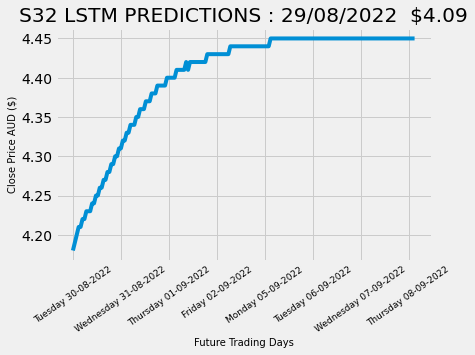 S32 LSTM PREDICTIONS : 29/08/2022 $4.09
Close Price AUD ($)
4.45
4.40
4.35
4.30
4.25
4.20
Tuesday 30-08-2022
Wednesday 31-08-2022
Thursday 01-09-2022
Friday 02-09-2022
Monday 05-09-2022
Tuesday 06-09-2022
Wednesday 07-09-2022
Thursday 08-09-2022
Future Trading Days